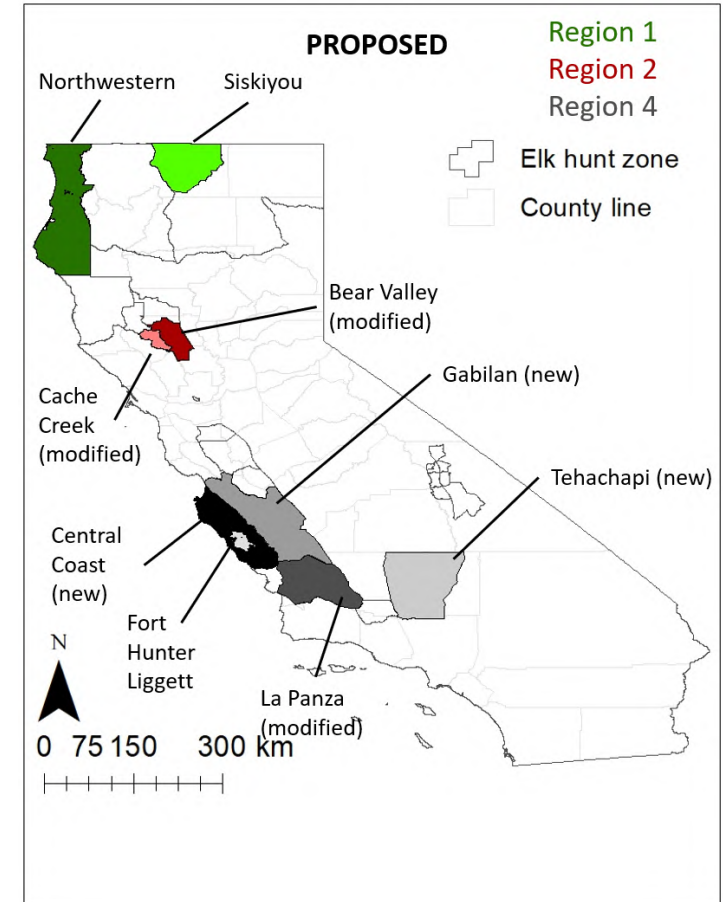 PROPOSED
Region 1
Region 2
Region 4
Elk hunt zone
County line
Northwestern
Siskiyou
Bear Valley
(modified)
Gabilan (new)
Cache
Creek
(modified)
Tehachapi (new)
Central
Coast
(new)
Fort
Hunter
Liggett
La Panza
(modified)
N
0 75 150 300 km